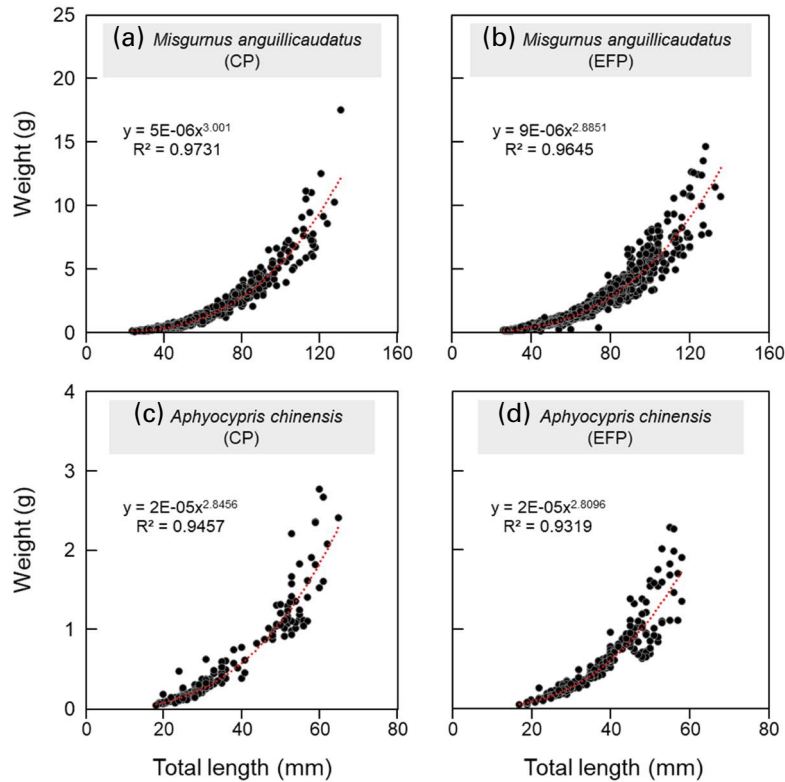 (a) Misgurnus anguillicaudatus
(CP)
y = 5E-06x^3.001
R² = 0.9731
25
20
15
10
5
0
Weight (g)
0 40 80 120 160
(b) Misgurnus anguillicaudatus
(EFP)
y = 9E-06x^2.8851
R² = 0.9645
0 40 80 120 160
(c) Aphyocypris chinensis
(CP)
y = 2E-05x^2.8456
R² = 0.9457
4
3
2
1
0
Weight (g)
0 20 40 60 80
Total length (mm)
(d) Aphyocypris chinensis
(EFP)
y = 2E-05x^2.8096
R² = 0.9319
0 20 40 60 80
Total length (mm)